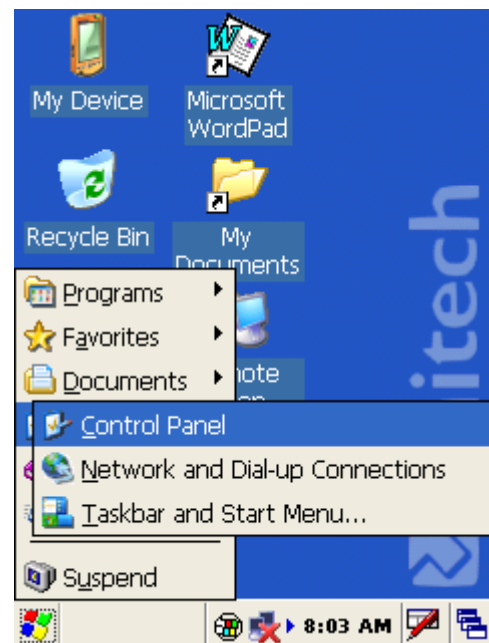 My Device
Microsoft
WordPad
Recycle Bin
My
Documents
Programs
Favorites
Documents
Control Panel
Network and Dial-up Connections
Taskbar and Start Menu...
Suspend
8:03 AM